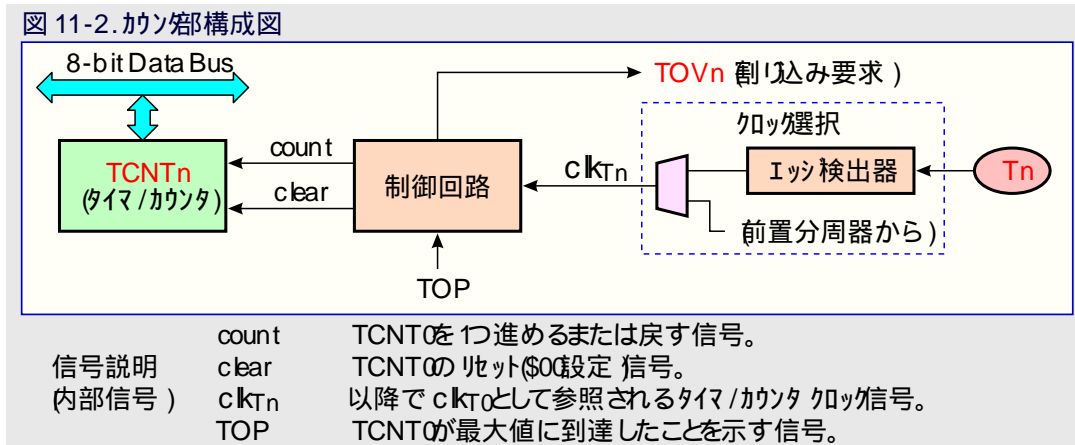 図 11-2. カウンタ部構成図
8-bit Data Bus
TOVn (割り込み要求)
クロック選択
TCNTn
(タイマ/カウンタ)
count
clear
制御回路
clkTn
エッジ検出器
Tn
(前置分周器から)
TOP
信号説明
(内部信号)
count TCNT0を1つ進めるまたは戻す信号。
clear TCNT0のリセット($00設定)信号。
clkTn 以降でclkT0として参照されるタイマ/カウンタ クロック信号。
TOP TCNT0が最大値に到達したことを示す信号。